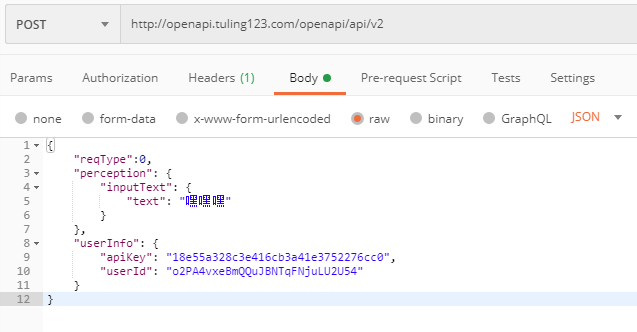 POST http://openapi.tuling123.com/openapi/api/v2
Params Authorization Headers (1) Body Pre-request Script Tests Settings
none form-data x-www-form-urlencoded raw binary GraphQL JSON
1 {
2 "reqType":0,
3 "perception": {
4 "inputText": {
5 "text": "嘿嘿嘿"
6 }
7 },
8 "userInfo": {
9 "apiKey": "18e55a328c3e416cb3a41e3752276cc0",
10 "userId": "o2PA4vxeBmQQuJBNTqFNjuLU2U54"
11 }
12 }